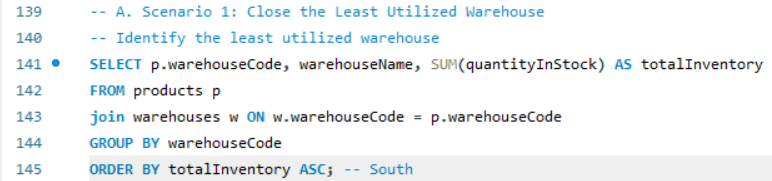 139 -- A. Scenario 1: Close the Least Utilized Warehouse
140 -- Identify the least utilized warehouse
141 SELECT p.warehouseCode, warehouseName, SUM(quantityInStock) AS totalInventory
142 FROM products p
143 join warehouses w ON w.warehouseCode = p.warehouseCode
144 GROUP BY warehouseCode
145 ORDER BY totalInventory ASC; -- South